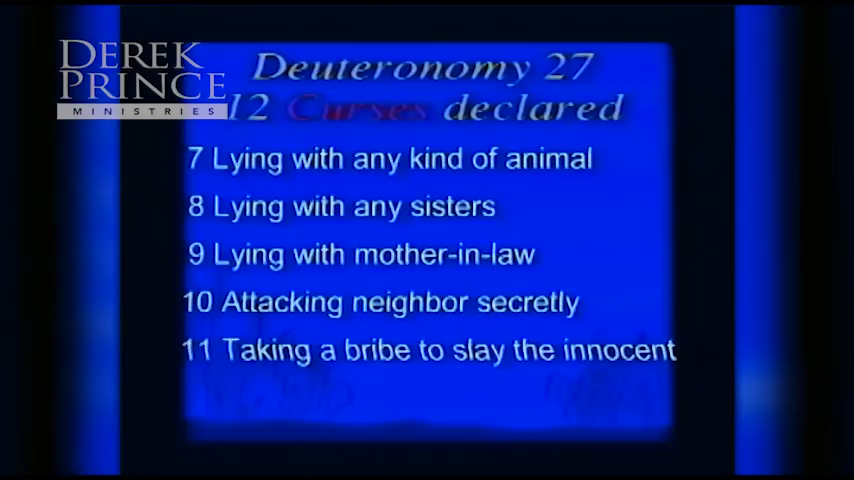 DEREK
PRINCE
MINISTRIES
Deuteronomy 27
12 Curses declared
7 Lying with any kind of animal
8 Lying with any sisters
9 Lying with mother-in-law
10 Attacking neighbor secretly
11 Taking a bribe to slay the innocent